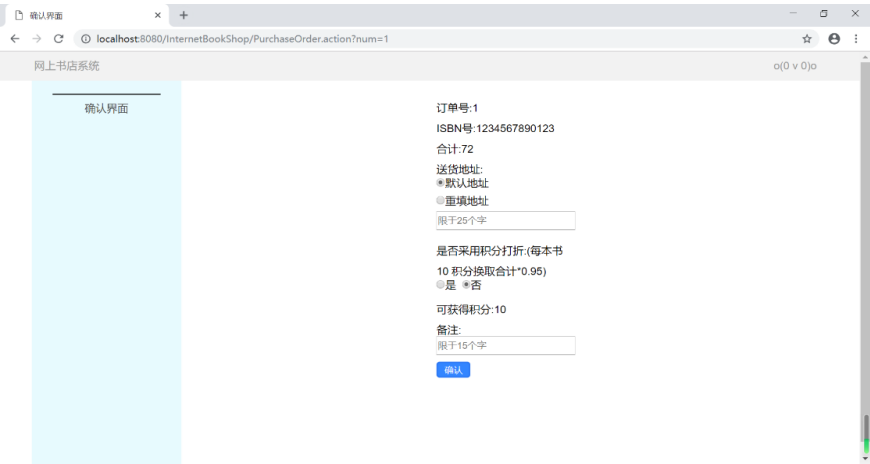 确认界面
localhost:8080/InternetBookShop/PurchaseOrder.action?num=1
网上书店系统
o(0 v 0)o
确认界面
订单号:1
ISBN号:1234567890123
合计:72
送货地址:
默认地址
重填地址
限于25个字
是否采用积分打折:(每本书
10 积分换取合计*0.95)
是 否
可获得积分:10
备注:
限于15个字
确认